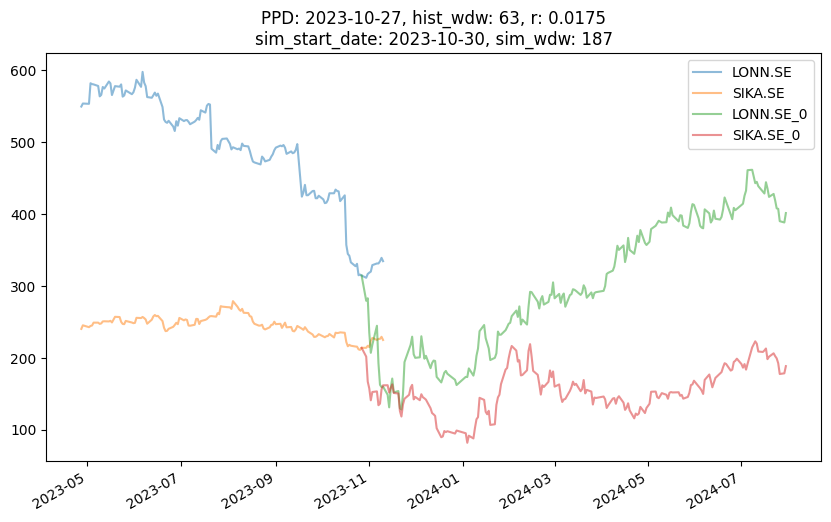 PPD: 2023-10-27, hist_wdw: 63, r: 0.0175
sim_start_date: 2023-10-30, sim_wdw: 187
LONN.SE
SIKA.SE
LONN.SE_0
SIKA.SE_0
600
500
400
300
200
100
2023-05
2023-07
2023-09
2023-11
2024-01
2024-03
2024-05
2024-07